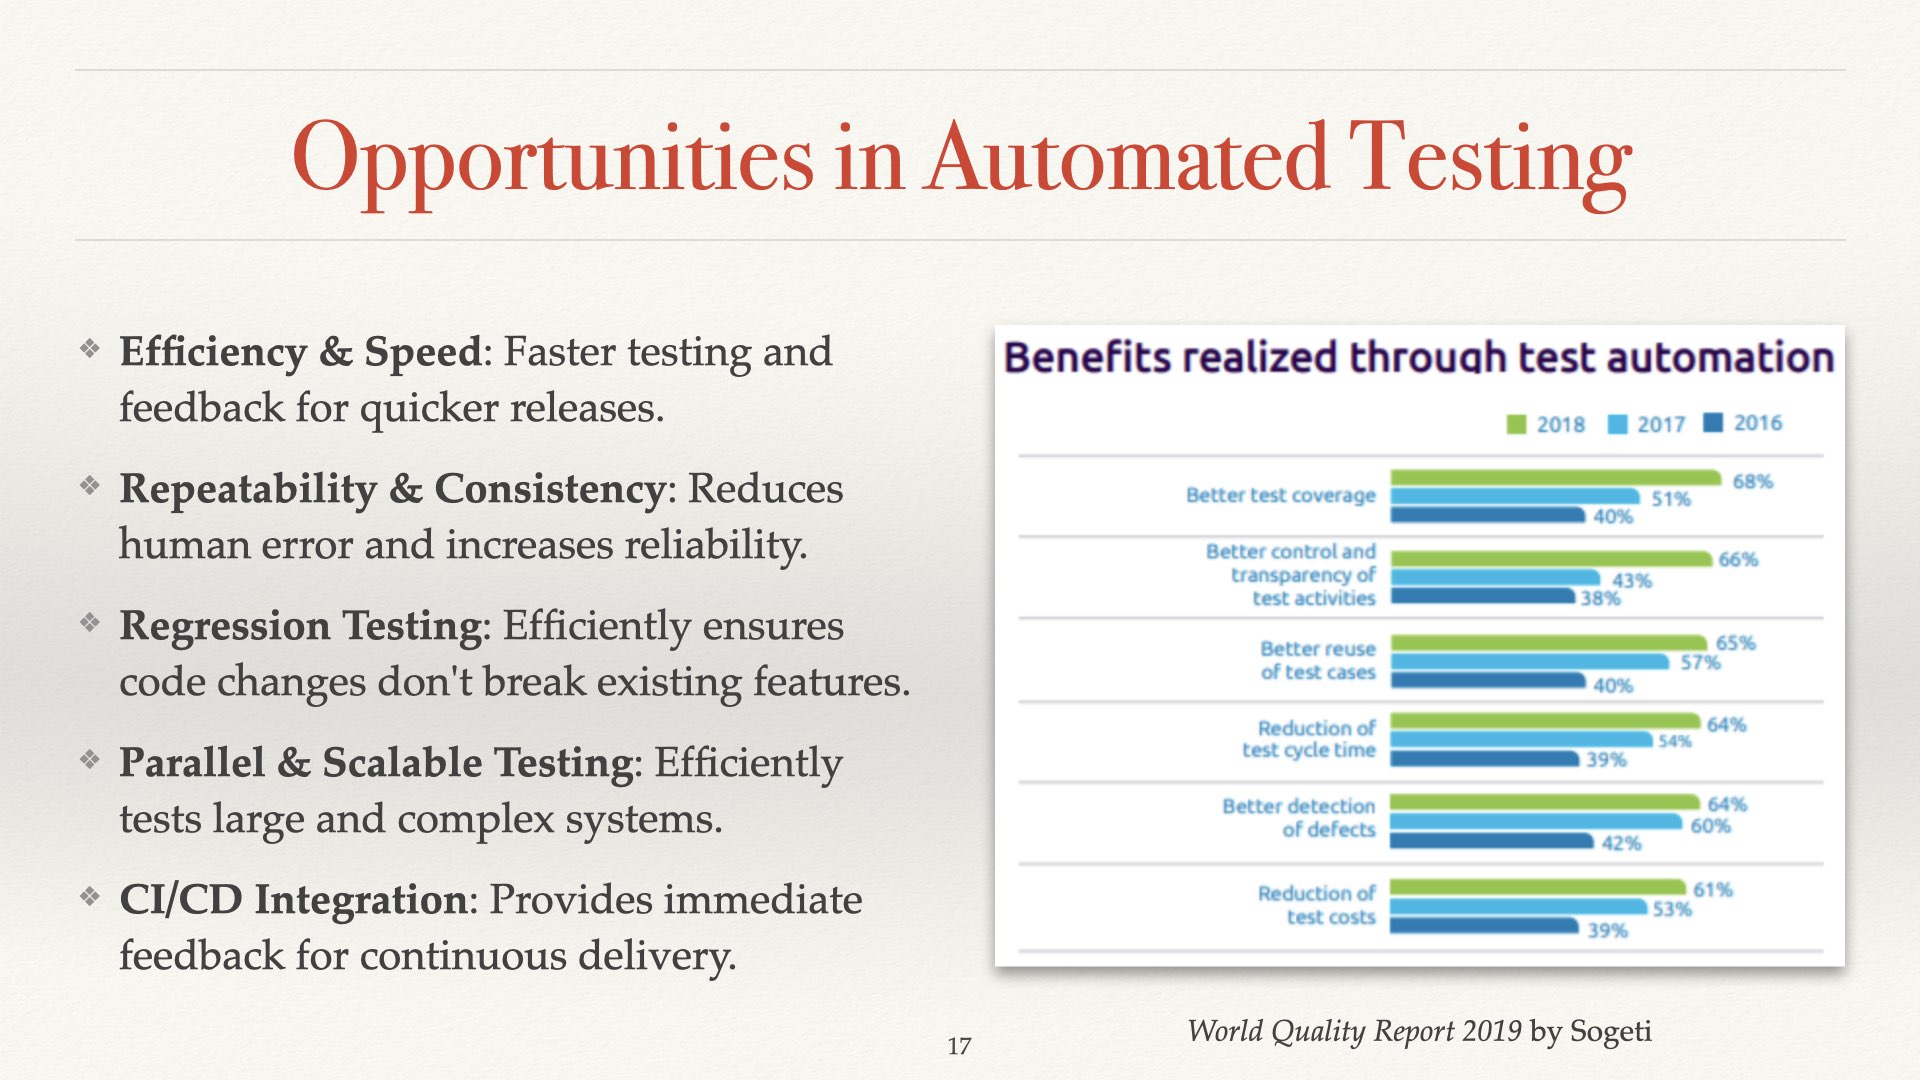 Opportunities in Automated Testing
❖ Efficiency & Speed: Faster testing and
feedback for quicker releases.
❖ Repeatability & Consistency: Reduces
human error and increases reliability.
❖ Regression Testing: Efficiently ensures
code changes don't break existing features.
❖ Parallel & Scalable Testing: Efficiently
tests large and complex systems.
❖ CI/CD Integration: Provides immediate
feedback for continuous delivery.
Benefits realized through test automation
2018 2017 2016
Better test coverage
68%
51%
40%
Better control and
transparency of
test activities
66%
43%
38%
Better reuse
of test cases
65%
57%
40%
Reduction of
test cycle time
64%
54%
39%
Better detection
of defects
64%
60%
42%
Reduction of
test costs
61%
53%
39%
World Quality Report 2019 by Sogeti
17